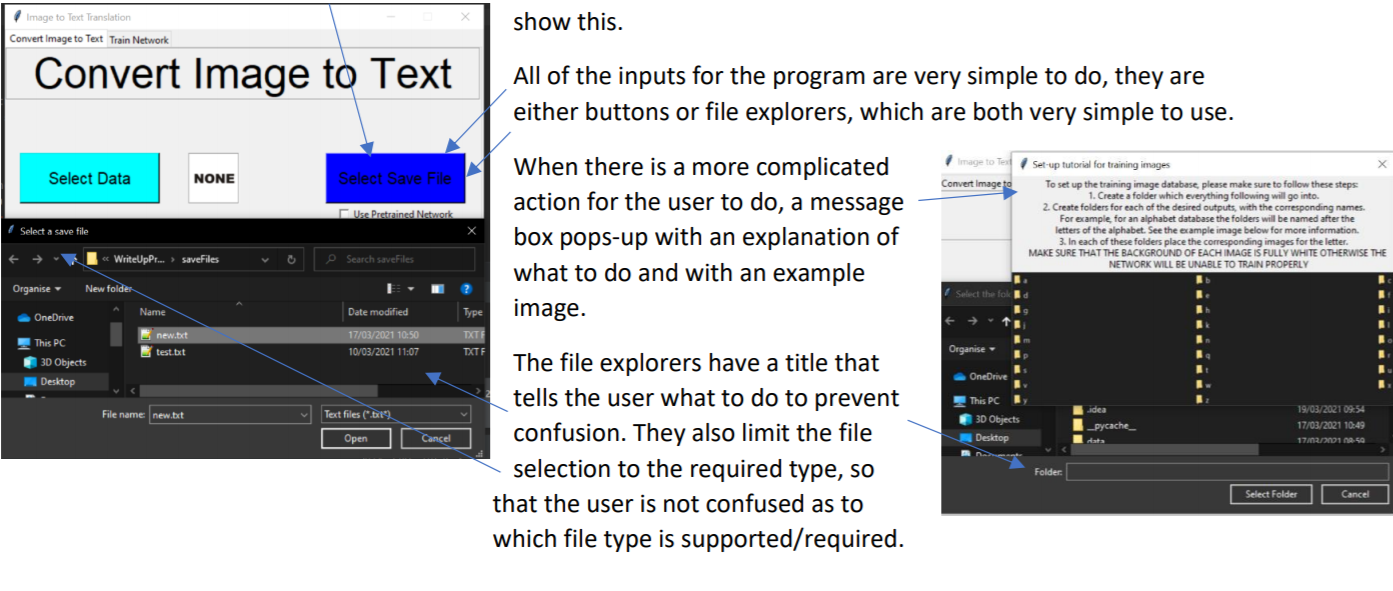 Image to Text Translation
Convert Image to Text Train Network
Convert Image to Text
Select Data
NONE
Select Save File
Use Pretrained Network
Select a save file
« WriteUpPr... › saveFiles
Search saveFiles
Organise
New folder
Name
Date modified
Type
OneDrive
This PC
3D Objects
Desktop
new.txt
17/03/2021 10:50
TXT F
test.txt
10/03/2021 11:07
TXT F
File name: new.txt
Text files (*.txt*)
Open
Cancel
show this.
All of the inputs for the program are very simple to do, they are
either buttons or file explorers, which are both very simple to use.
When there is a more complicated
action for the user to do, a message
box pops-up with an explanation of
what to do and with an example
image.
The file explorers have a title that
tells the user what to do to prevent
confusion. They also limit the file
selection to the required type, so
that the user is not confused as to
which file type is supported/required.
Image to Text
Convert Image to
Set-up tutorial for training images
To set up the training image database, please make sure to follow these steps:
1. Create a folder which everything following will go into.
2. Create folders for each of the desired outputs, with the corresponding names.
For example, for an alphabet database the folders will be named after the
letters of the alphabet. See the example image below for more information.
3. In each of these folders place the corresponding images for the letter.
MAKE SURE THAT THE BACKGROUND OF EACH IMAGE IS FULLY WHITE OTHERWISE THE
NETWORK WILL BE UNABLE TO TRAIN PROPERLY
a b c
d e f
g h i
j k l
m n o
p q r
s t u
v w x
y z
Select the fol
Organise
OneDrive
This PC
3D Objects
Desktop
Documents
.idea
19/03/2021 09:54
__pycache__
17/03/2021 10:49
data
17/03/2021 08:59
Folder:
Select Folder
Cancel